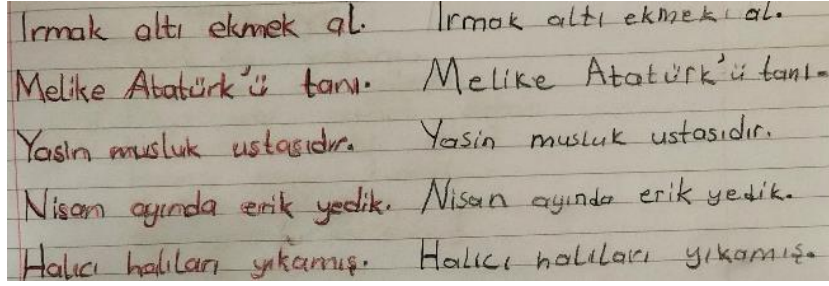 Irmak altı ekmek al. Irmak altı ekmek al.
Melike Atatürk'ü tanı. Melike Atatürk'ü tanı.
Yasin musluk ustasıdır. Yasin musluk ustasıdır.
Nisan ayında erik yedik. Nisan ayında erik yedik.
Halıcı halıları yıkamış. Halıcı halıları yıkamış.